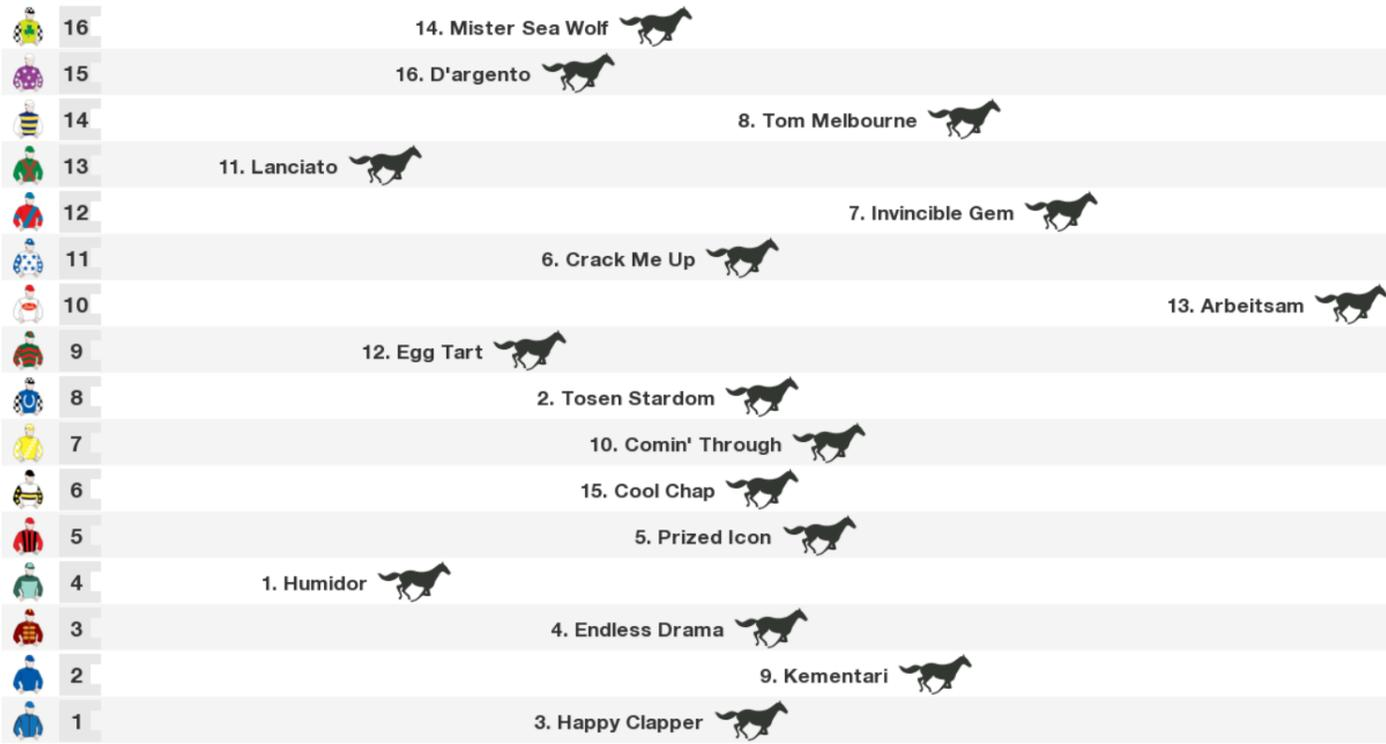 16 14. Mister Sea Wolf
15 16. D'argento
14 8. Tom Melbourne
13 11. Lanciato
12 7. Invincible Gem
11 6. Crack Me Up
10 13. Arbeitsam
9 12. Egg Tart
8 2. Tosen Stardom
7 10. Comin' Through
6 15. Cool Chap
5 5. Prized Icon
4 1. Humidor
3 4. Endless Drama
2 9. Kementari
1 3. Happy Clapper